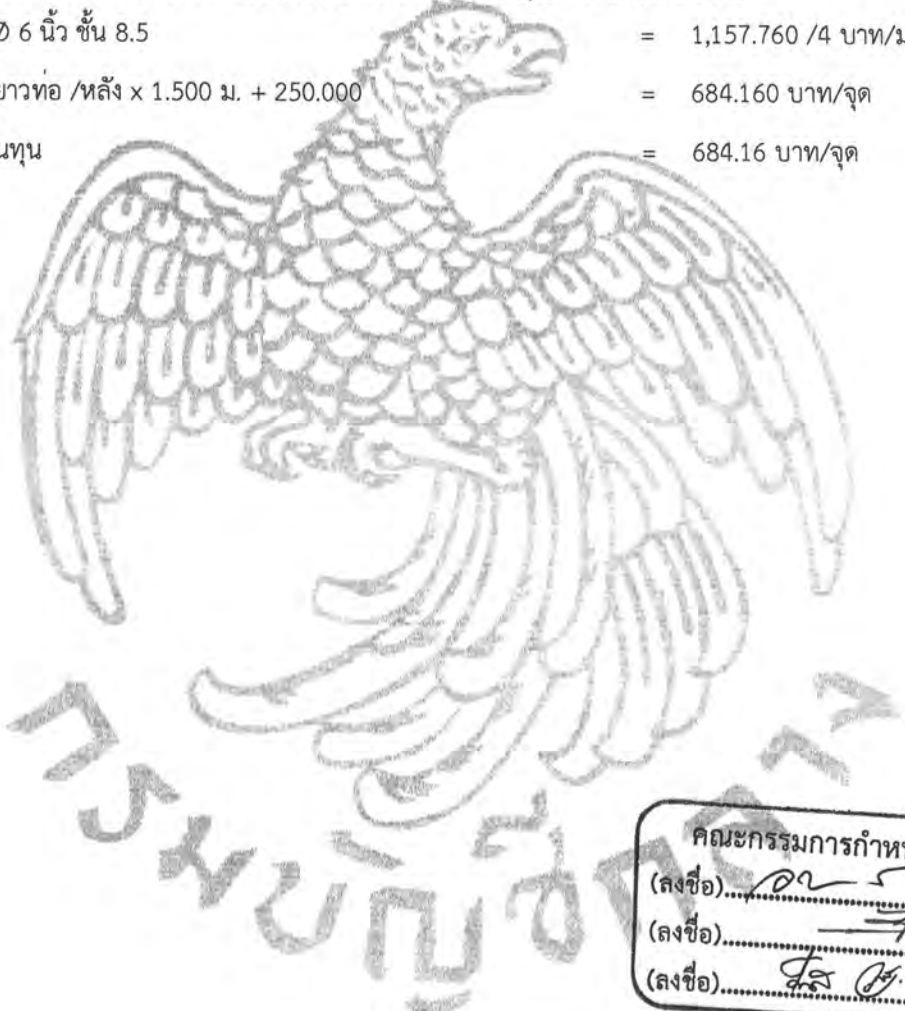 Ø 6 นิ้ว ชั้น 8.5 = 1,157.760 /4 บาท/ม
ยาวท่อ /หลัง x 1.500 ม. + 250.000 = 684.160 บาท/จุด
นทุน = 684.16 บาท/จุด
กรมบัญชีกลาง
คณะกรรมการกำห
(ลงชื่อ)
(ลงชื่อ)
(ลงชื่อ)